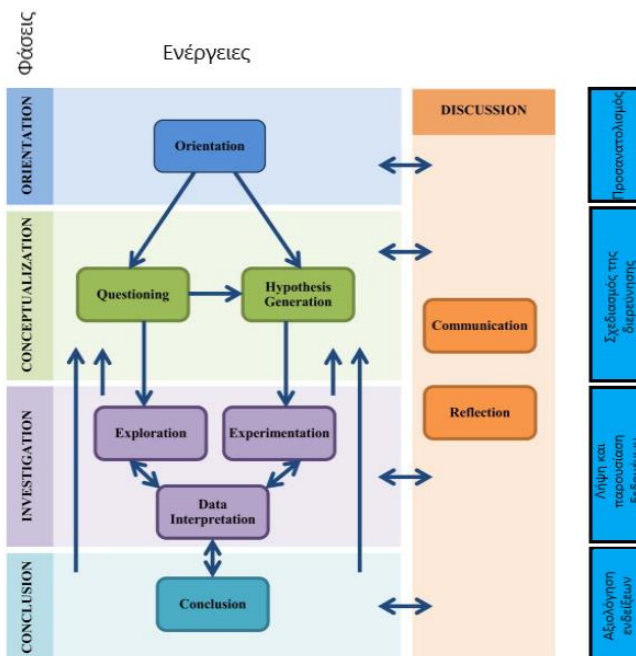 Φάσεις
Ενέργειες
ORIENTATION
Orientation
DISCUSSION
Προσανατολισμός
CONCEPTUALIZATION
Questioning
Hypothesis
Generation
Communication
Σχεδιασμός της
διερεύνησης
INVESTIGATION
Exploration
Experimentation
Data
Interpretation
Reflection
Λήψη και
παρουσίαση
CONCLUSION
Conclusion
Αξιολόγηση
ενδείξεων